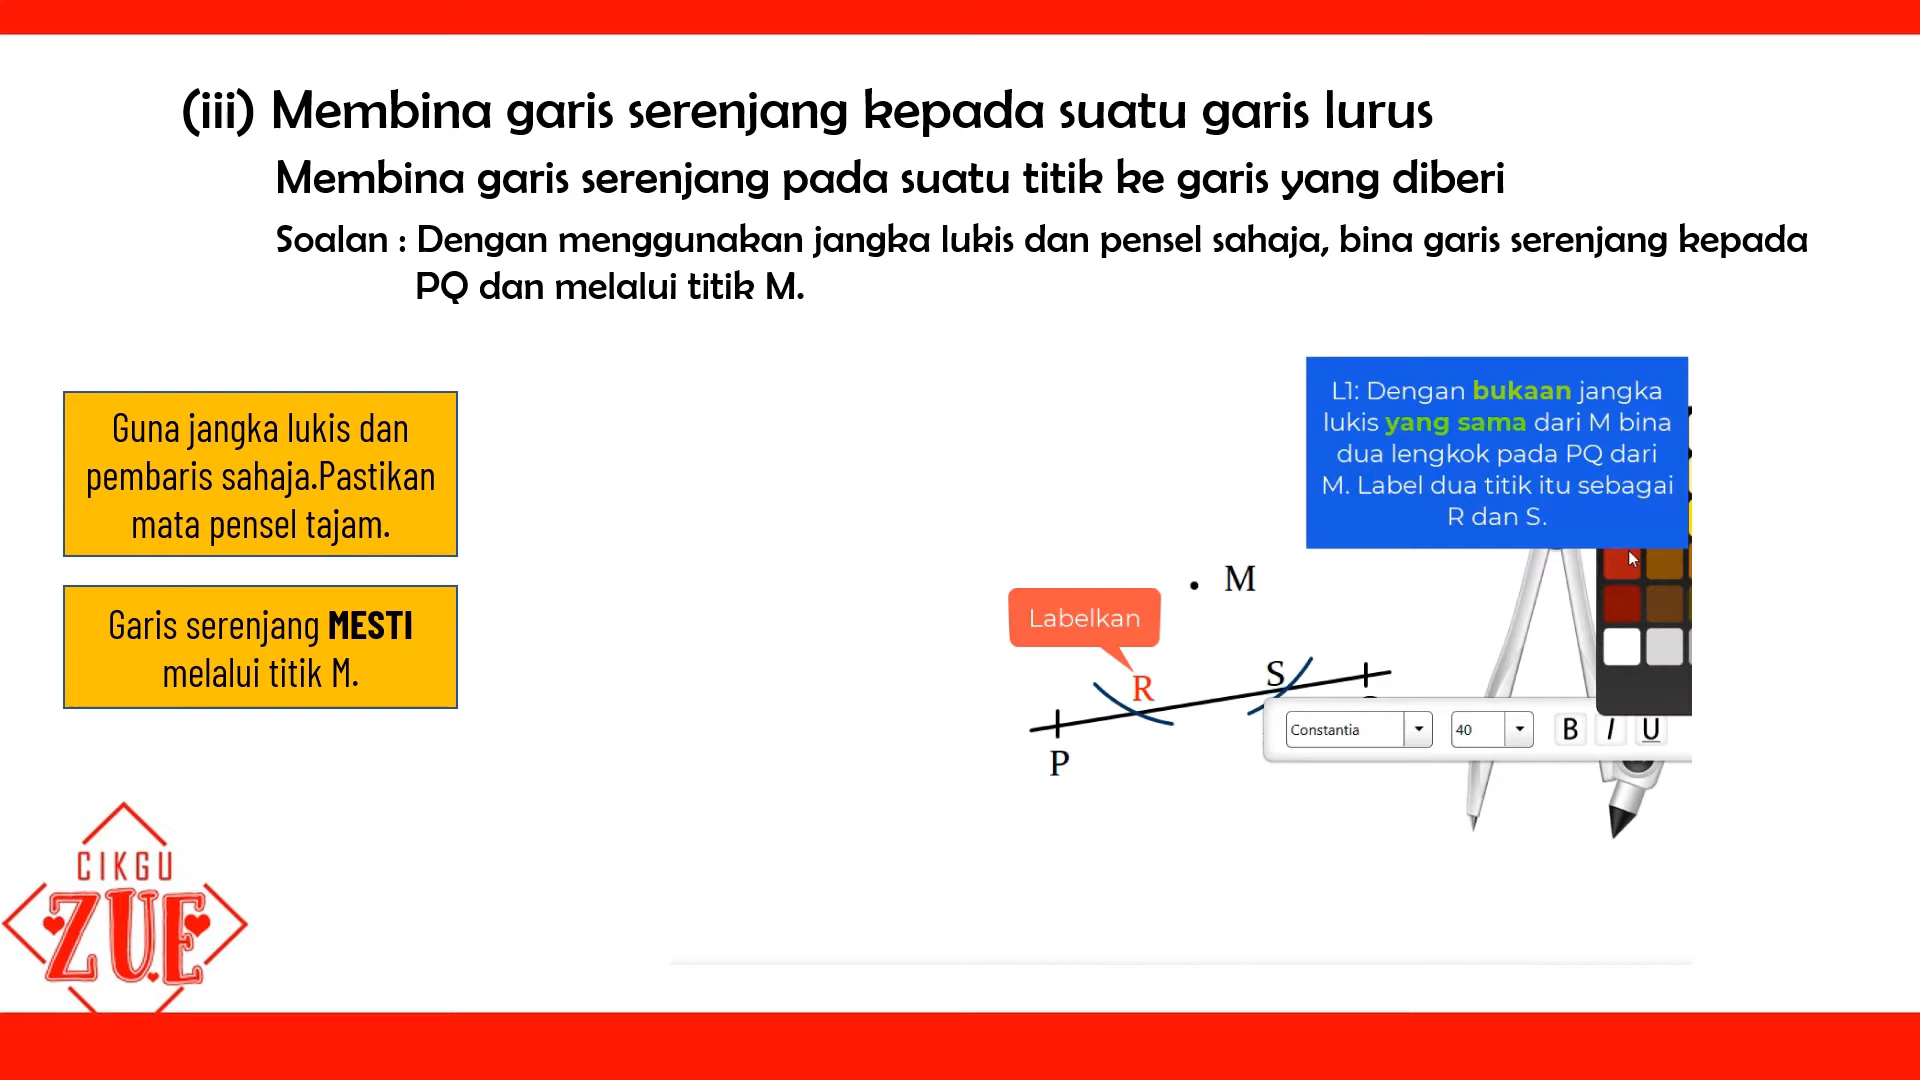 (iii) Membina garis serenjang kepada suatu garis lurus
Membina garis serenjang pada suatu titik ke garis yang diberi
Soalan : Dengan menggunakan jangka lukis dan pensel sahaja, bina garis serenjang kepada
PQ dan melalui titik M.
Guna jangka lukis dan
pembaris sahaja.Pastikan
mata pensel tajam.
Garis serenjang MESTI
melalui titik M.
L1: Dengan bukaan jangka
lukis yang sama dari M bina
dua lengkok pada PQ dari
M. Label dua titik itu sebagai
R dan S.
M
Labelkan
R
S
P
Constantia
40
B I U
CIKGU
ZUE